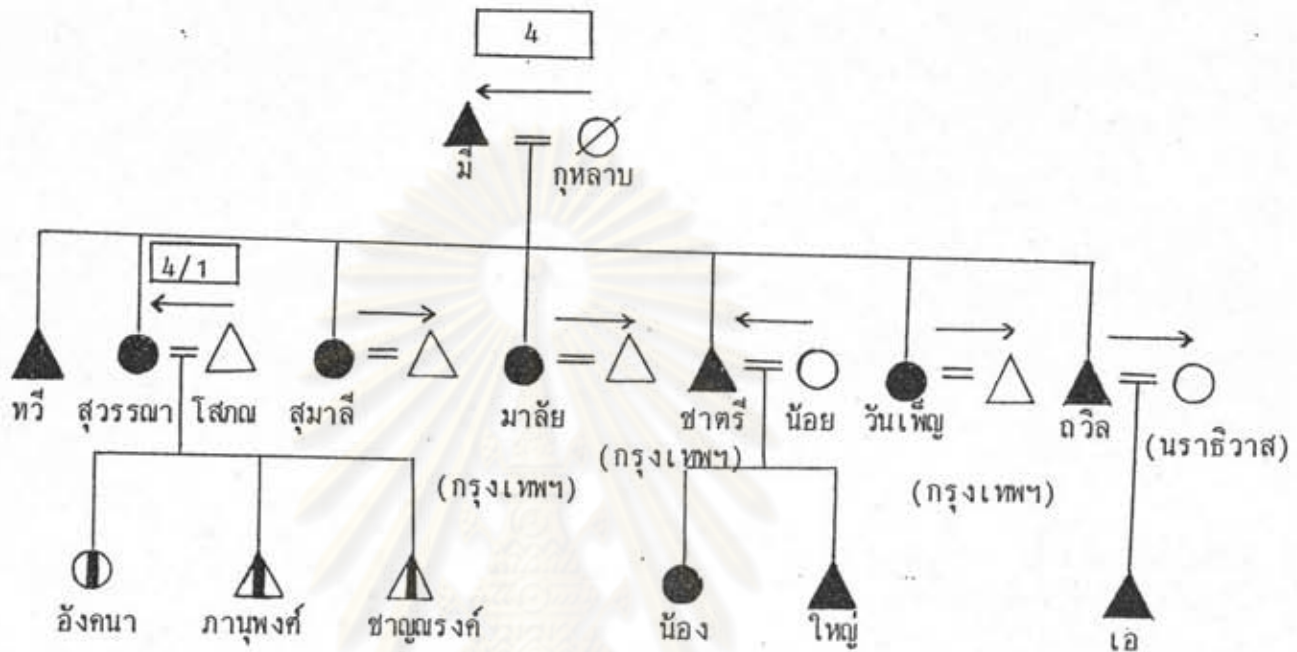 4
มี กุหลาบ
4/1
ทวี สุวรรณา โสภณ สุมาลี มาลัย ชาตรี น้อย วันเพ็ญ ถวิล (นราธิวาส)
(กรุงเทพฯ) (กรุงเทพฯ) (กรุงเทพฯ)
อังคนา ภานุพงศ์ ชาญณรงค์ น้อง ใหญ่ เอ